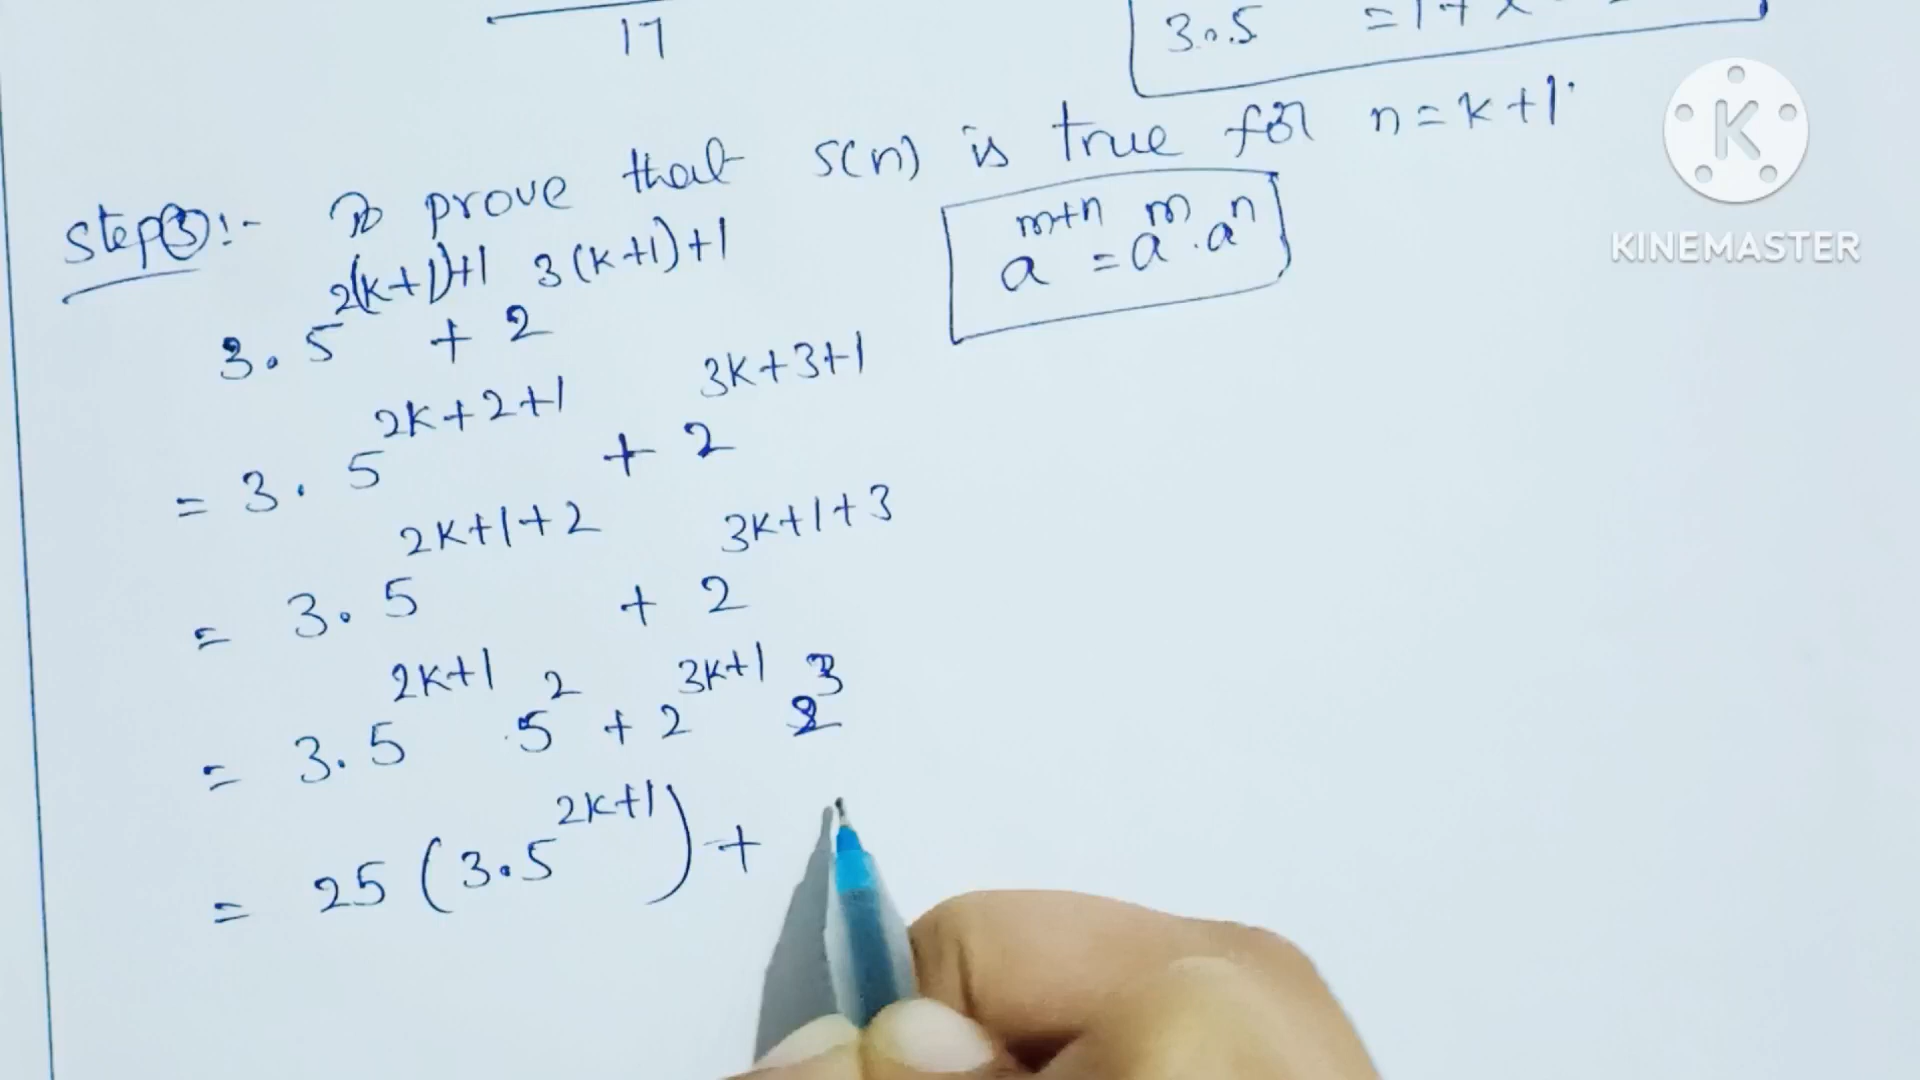 17
3.5 = 17 x
Step ③:- To prove that S(n) is true for n = k+1.
3.5^2(k+1)+1 + 2^3(k+1)+1
a^m+n = a^m . a^n
= 3.5^2k+2+1 + 2^3k+3+1
= 3.5^2k+1+2 + 2^3k+1+3
= 3.5^2k+1 .5^2 + 2^3k+1 2^3
= 25 (3.5^2k+1) +
K
KINEMASTER